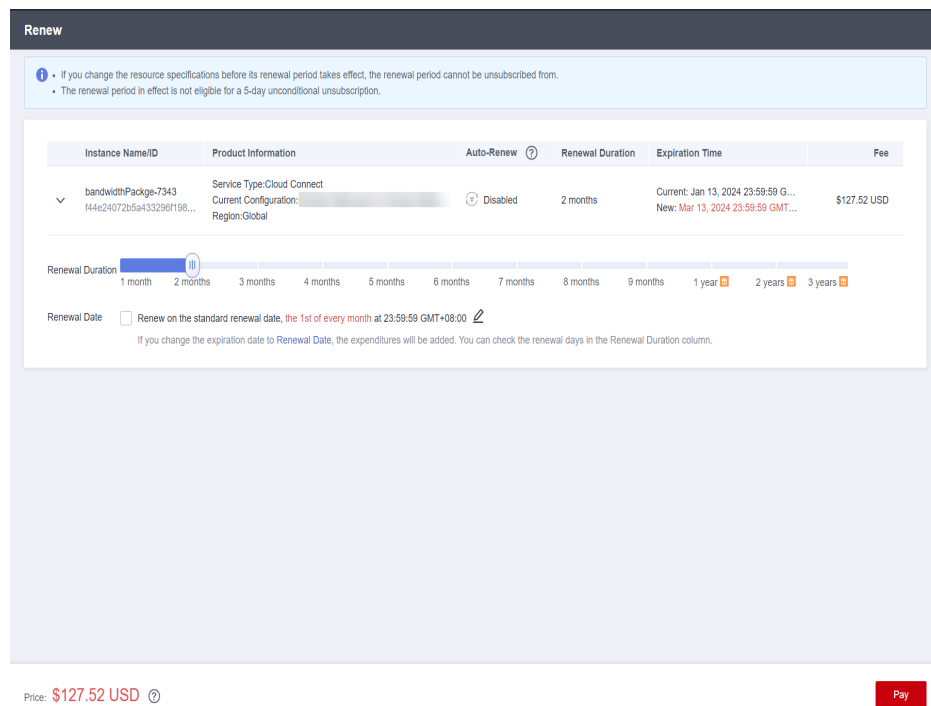 Renew
• If you change the resource specifications before its renewal period takes effect, the renewal period cannot be unsubscribed from.
• The renewal period in effect is not eligible for a 5-day unconditional unsubscription.
Instance Name/ID Product Information Auto-Renew ? Renewal Duration Expiration Time Fee
Service Type:Cloud Connect
bandwidthPackge-7343 Current: Jan 13, 2024 23:59:59 G...
Current Configuration: Disabled 2 months $127.52 USD
f44e24072b5a433296f198... New: Mar 13, 2024 23:59:59 GMT...
Region:Global
Renewal Duration
1 month 2 months 3 months 4 months 5 months 6 months 7 months 8 months 9 months 1 year 2 years 3 years
Renewal Date Renew on the standard renewal date, the 1st of every month at 23:59:59 GMT+08:00
If you change the expiration date to Renewal Date, the expenditures will be added. You can check the renewal days in the Renewal Duration column.
Price: $127.52 USD ? Pay